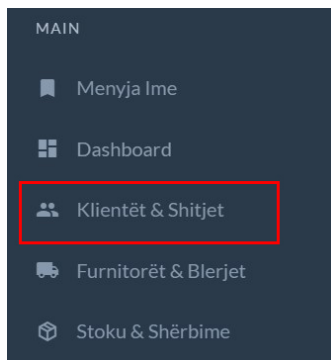 MAIN
Menyja Ime
Dashboard
Klientët & Shitjet
Furnitorët & Blerjet
Stoku & Shërbime